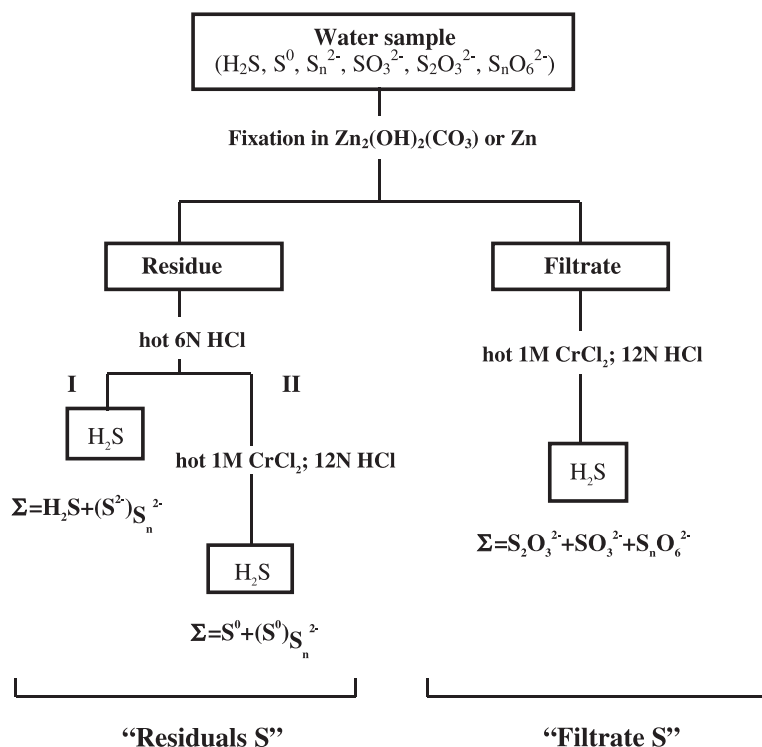 Water sample
(H₂S, S⁰, Sₙ²⁻, SO₃²⁻, S₂O₃²⁻, SₙO₆²⁻)
Fixation in Zn₂(OH)₂(CO₃) or Zn
Residue
Filtrate
hot 6N HCl
hot 1M CrCl₂; 12N HCl
I
II
H₂S
hot 1M CrCl₂; 12N HCl
H₂S
Σ=H₂S+(S²⁻)Sₙ²⁻
Σ=S₂O₃²⁻+SO₃²⁻+SₙO₆²⁻
H₂S
Σ=S⁰+(S⁰)Sₙ²⁻
“Residuals S”
“Filtrate S”